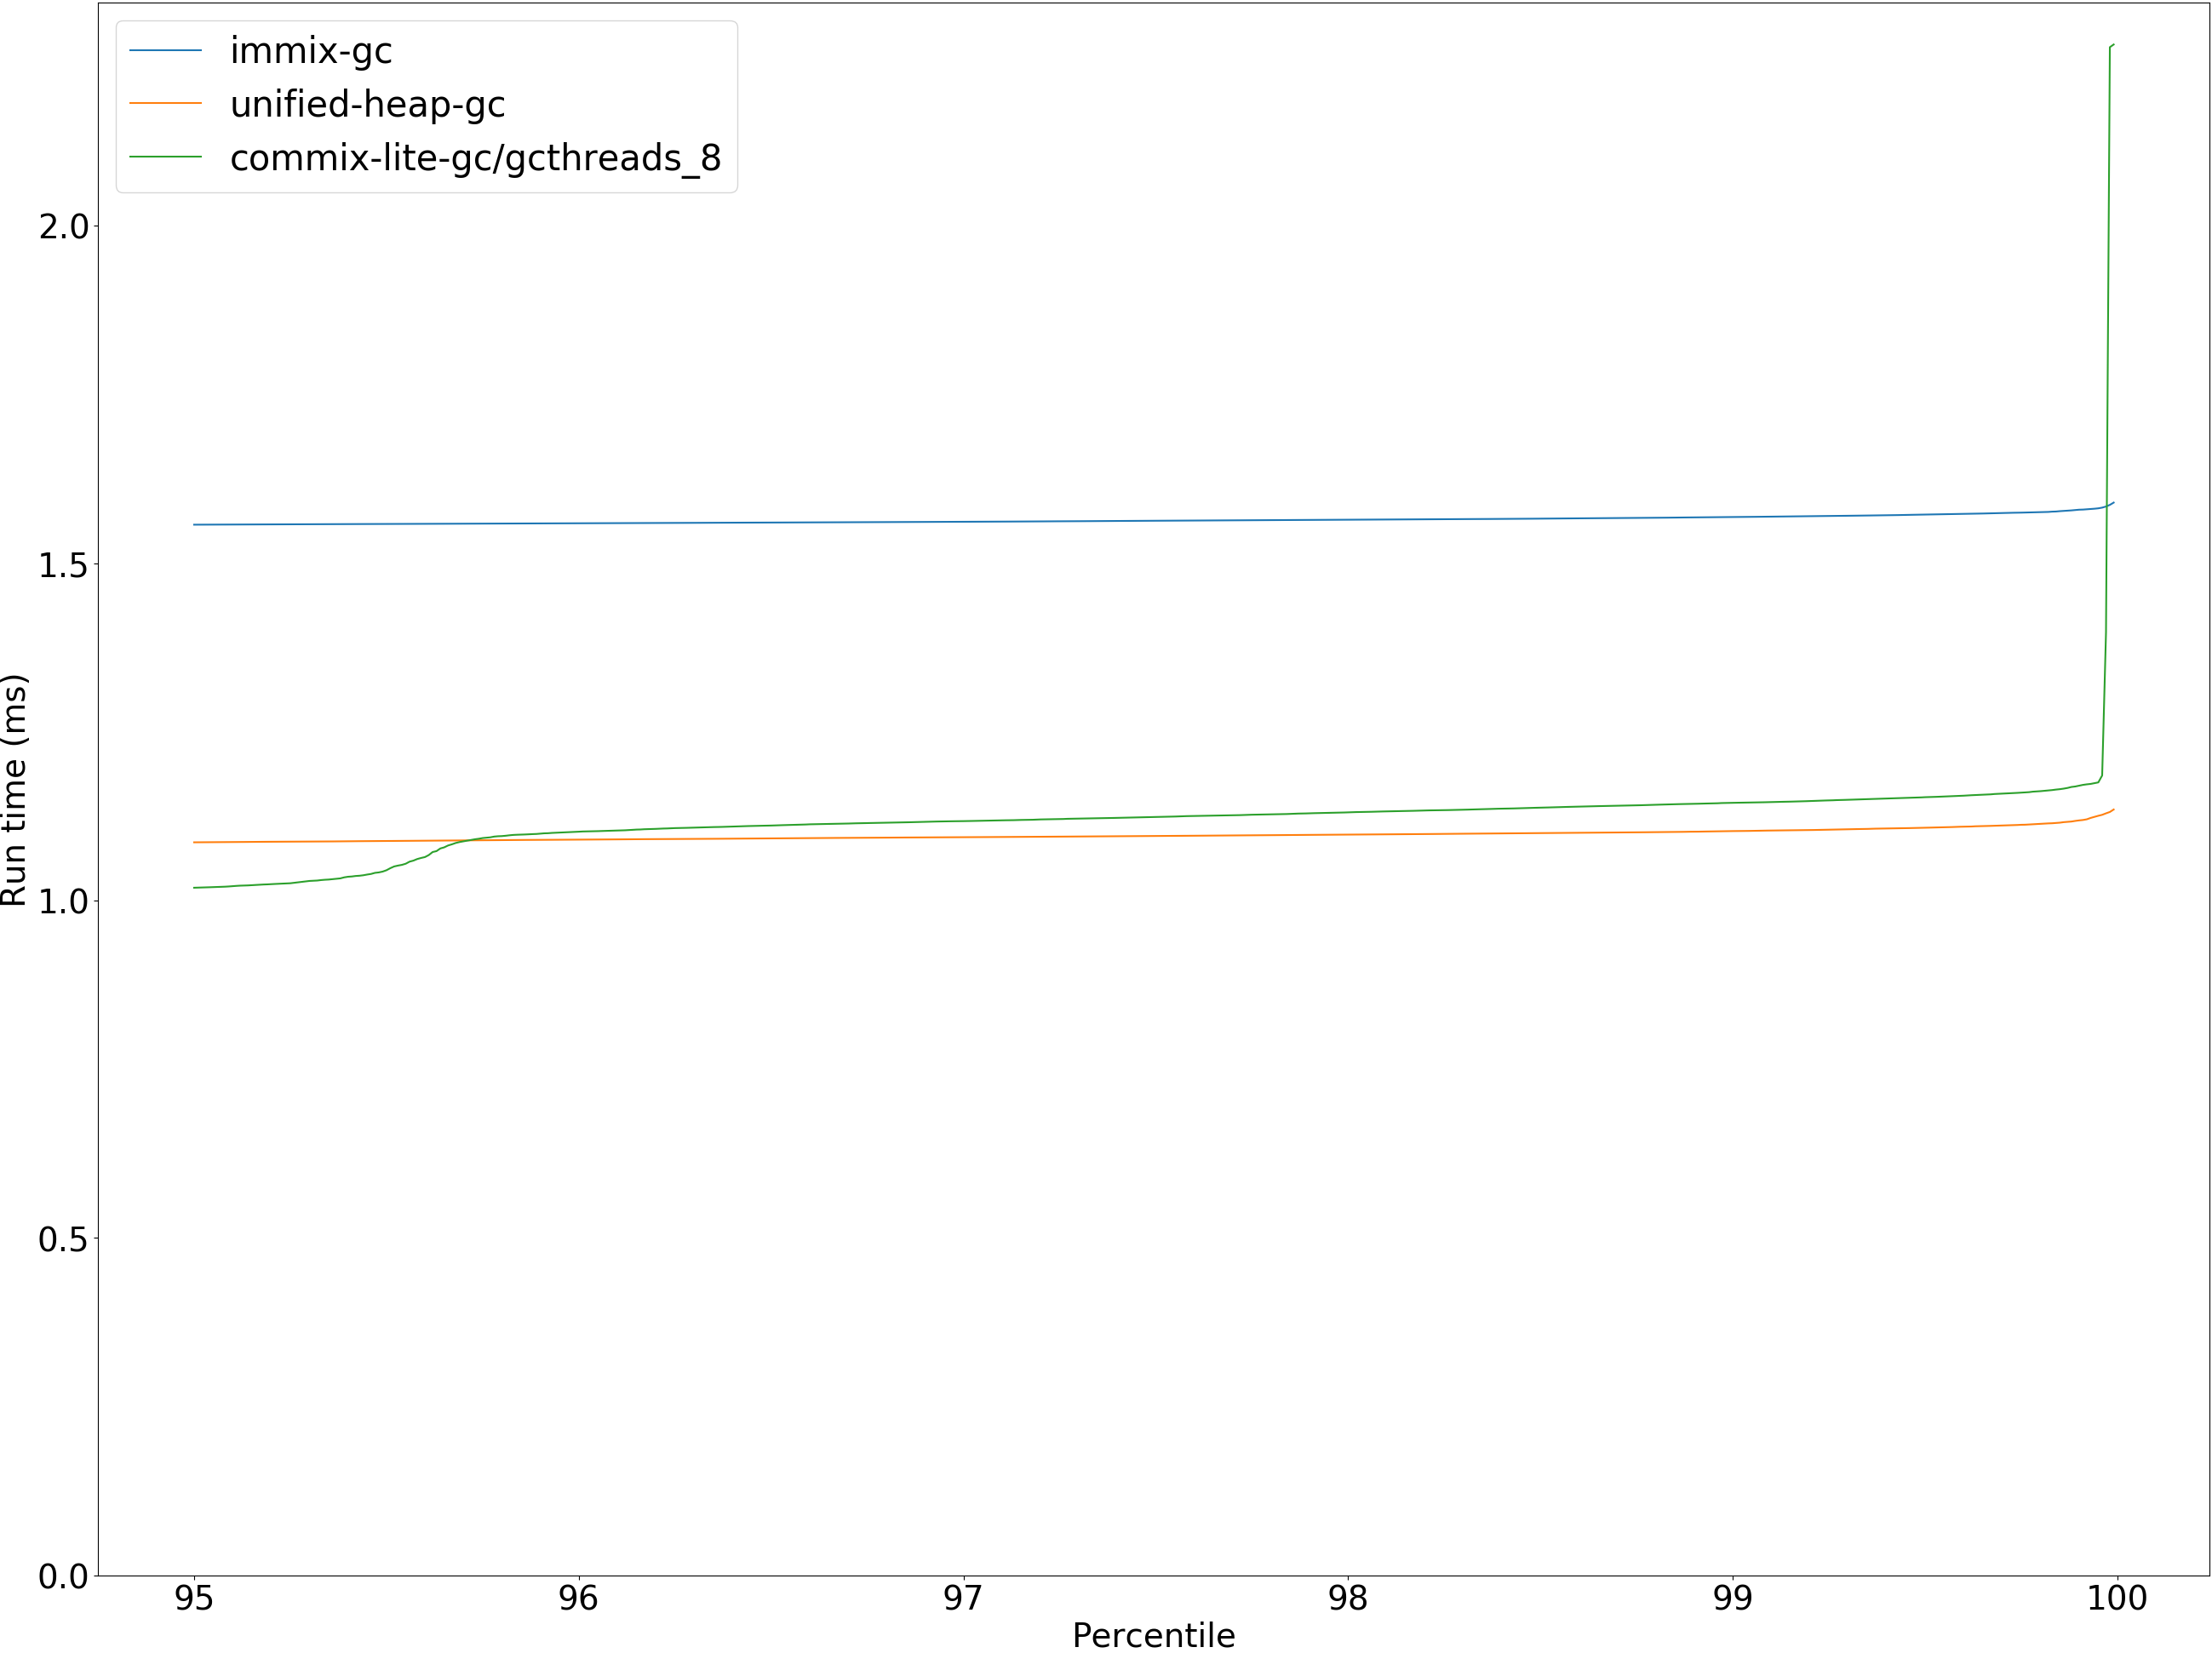 immix-gc
unified-heap-gc
commix-lite-gc/gcthreads_8
2.0
1.5
1.0
0.5
0.0
Run time (ms)
95 96 97 98 99 100
Percentile